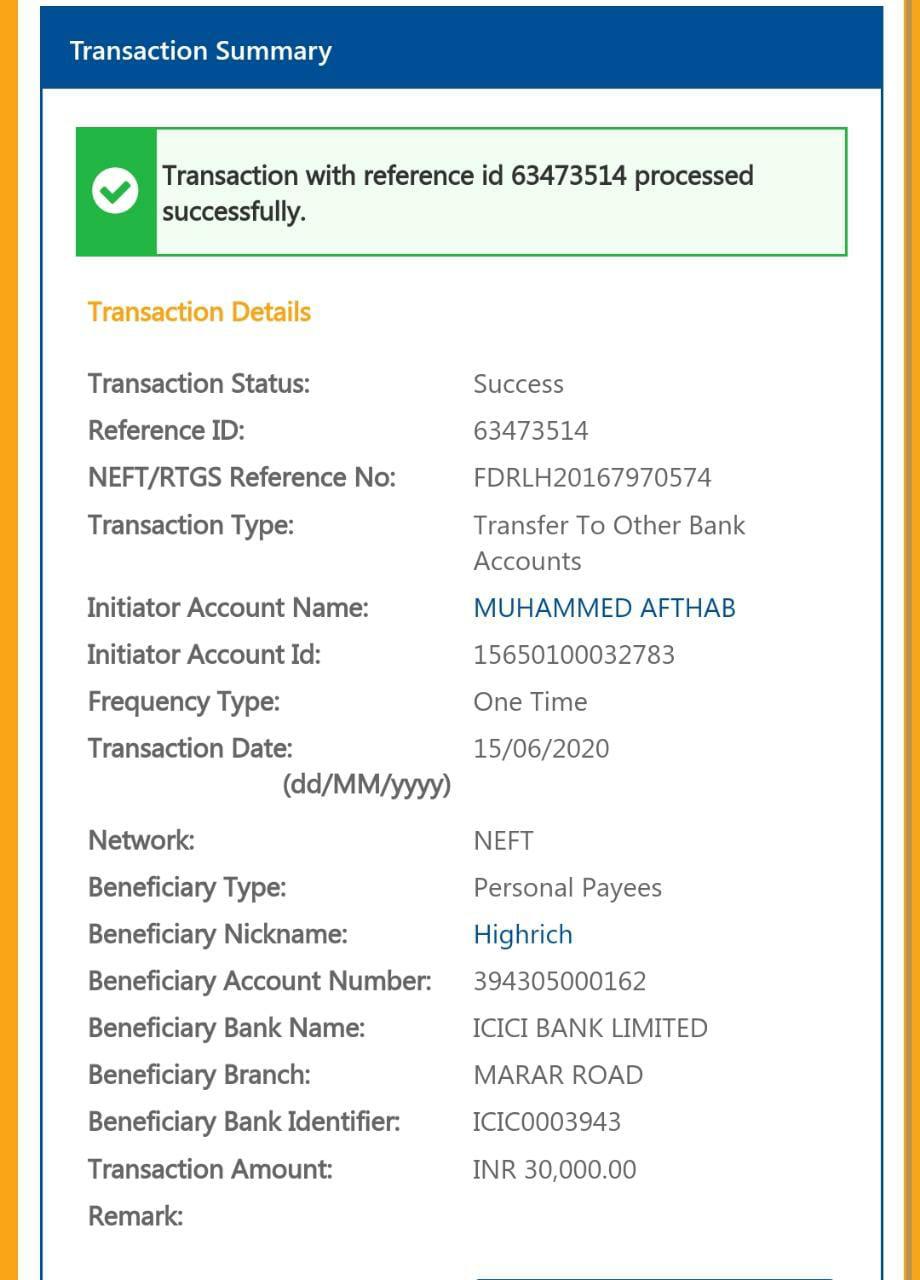 Transaction Summary
Transaction with reference id 63473514 processed
successfully.
Transaction Details
Transaction Status: Success
Reference ID: 63473514
NEFT/RTGS Reference No: FDRLH20167970574
Transaction Type: Transfer To Other Bank
Accounts
Initiator Account Name: MUHAMMED AFTHAB
Initiator Account Id: 15650100032783
Frequency Type: One Time
Transaction Date: 15/06/2020
(dd/MM/yyyy)
Network: NEFT
Beneficiary Type: Personal Payees
Beneficiary Nickname: Highrich
Beneficiary Account Number: 394305000162
Beneficiary Bank Name: ICICI BANK LIMITED
Beneficiary Branch: MARAR ROAD
Beneficiary Bank Identifier: ICIC0003943
Transaction Amount: INR 30,000.00
Remark: